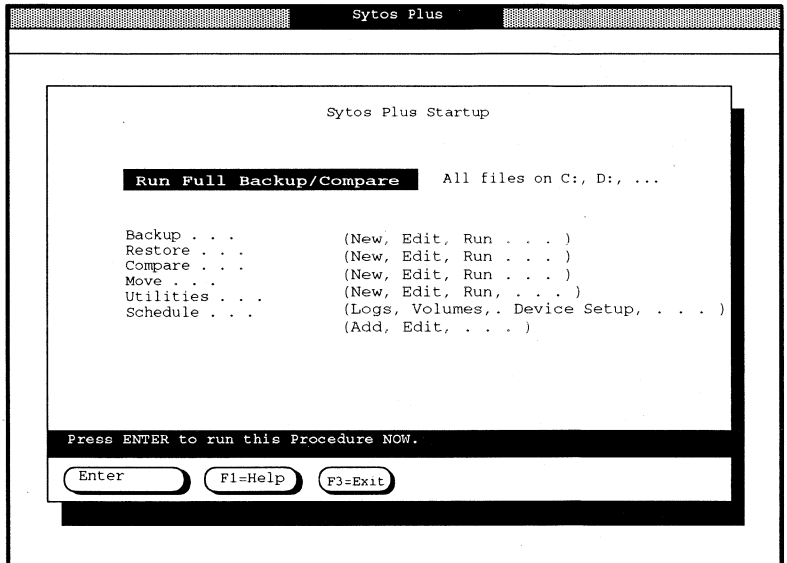 Sytos Plus
Sytos Plus Startup
Run Full Backup/Compare All files on C:, D:, ...
Backup . . . (New, Edit, Run . . . )
Restore . . . (New, Edit, Run . . . )
Compare . . . (New, Edit, Run . . . )
Move . . . (New, Edit, Run, . . . )
Utilities . . . (Logs, Volumes,. Device Setup, . . . )
Schedule . . . (Add, Edit, . . . )
Press ENTER to run this Procedure NOW.
Enter F1=Help F3=Exit